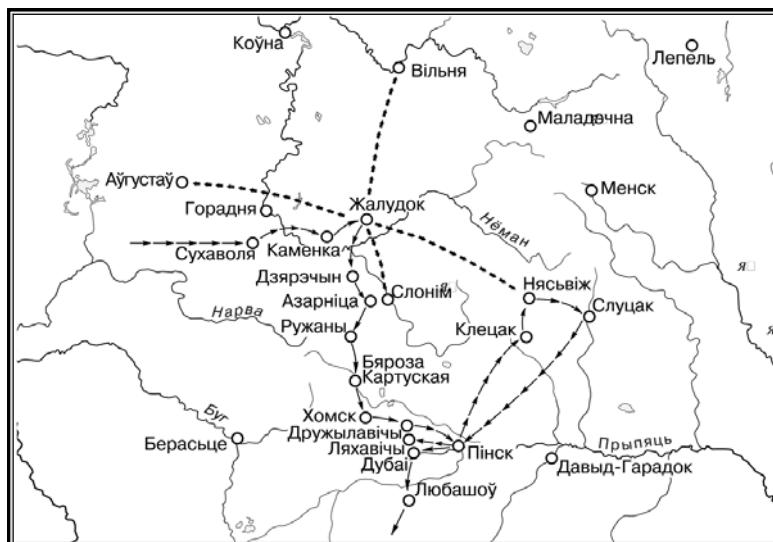 Коўна
Вільня
Лепель
Маладэчна
Аўгустаў
Горадня
Жалудок
Менск
Нёман
Сухаволя
Каменка
Дзярэчын
Азарніца
Слонім
Нясьвіж
Слуцак
Нарва
Ружаны
Клецак
Бяроза
Картуская
Буг
Хомск
Берасьце
Дружылавічы
Ляхавічы
Дубаі
Пінск
Прыпяць
Давыд-Гарадок
Любашоў